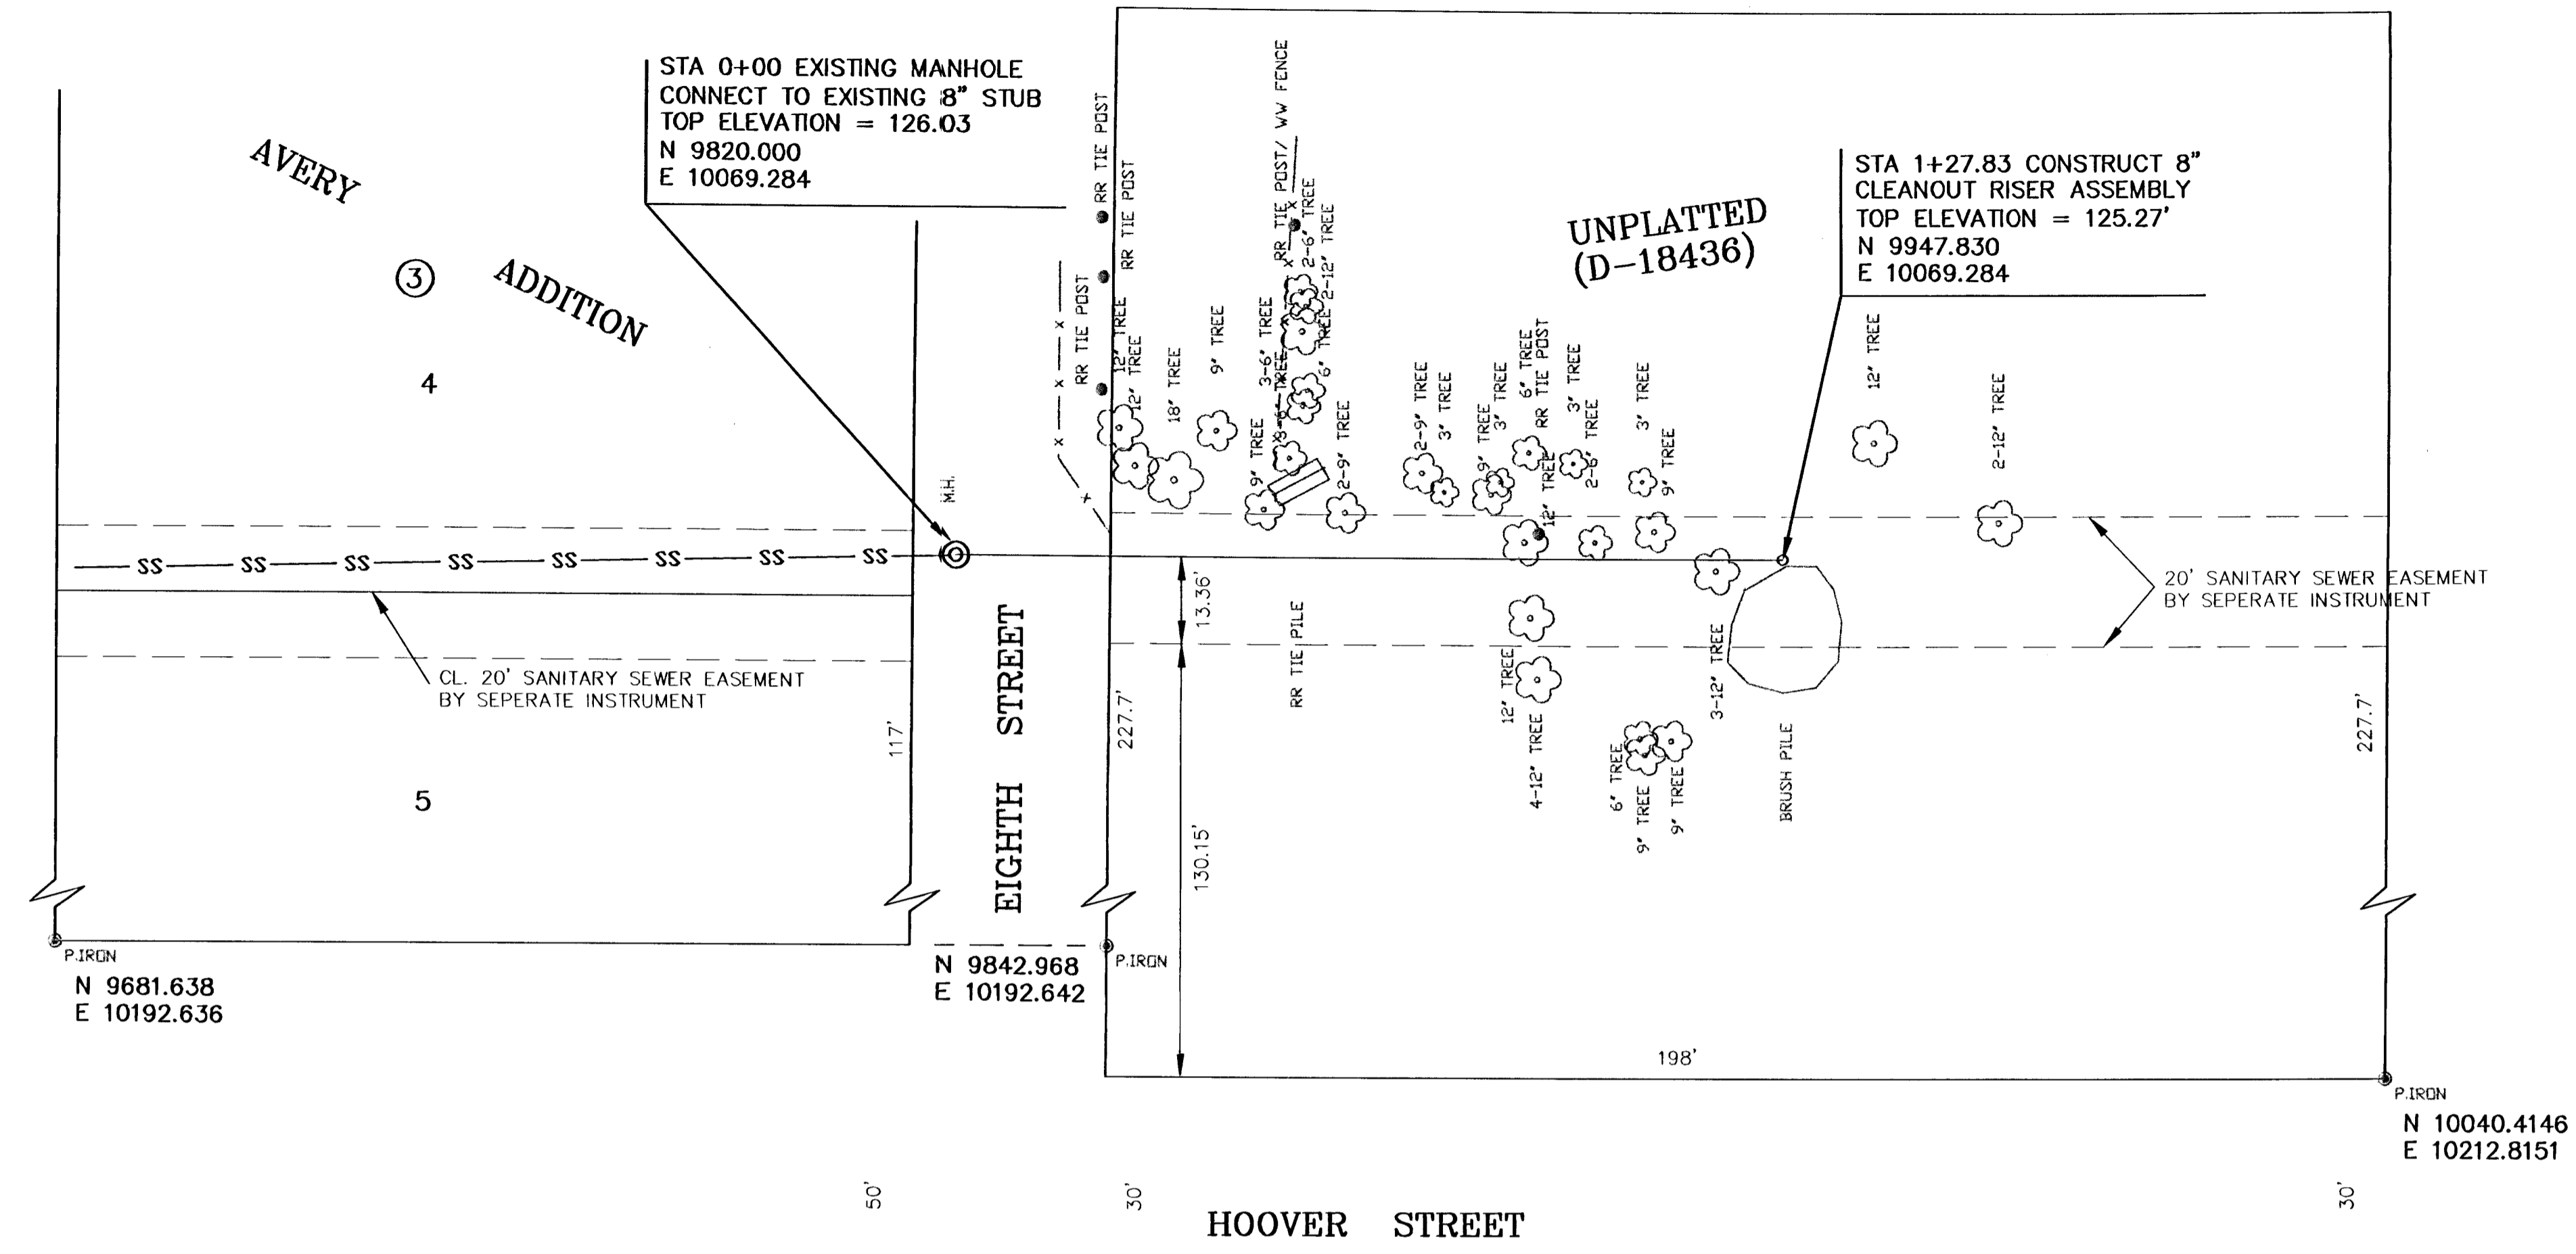 STA 0+00 EXISTING MANHOLE
CONNECT TO EXISTING 8" STUB
TOP ELEVATION = 126.03
N 9820.000
E 10069.284
STA 1+27.83 CONSTRUCT 8"
CLEANOUT RISER ASSEMBLY
TOP ELEVATION = 125.27'
N 9947.830
E 10069.284
AVERY
ADDITION
3
4
5
UNPLATTED
(D-18436)
RR TIE POST
RR TIE POST
RR TIE POST
RR TIE POST/ WV FENCE
2-6" TREE
2-12" TREE
12" TREE
12" TREE
18" TREE
9" TREE
3-6" TREE
3-6" TREE
6" TREE
9" TREE
2-9" TREE
2-9" TREE
3" TREE
9" TREE
3" TREE
6" TREE
RR TIE POST
12" TREE
3" TREE
2-6" TREE
3" TREE
9" TREE
12" TREE
2-12" TREE
M.H.
SS SS SS SS SS SS SS SS
CL. 20' SANITARY SEWER EASEMENT
BY SEPERATE INSTRUMENT
20' SANITARY SEWER EASEMENT
BY SEPERATE INSTRUMENT
13.36'
130.15'
117'
227.7'
227.7'
RR TIE PILE
12" TREE
4-12" TREE
3-12" TREE
6" TREE
9" TREE
9" TREE
BRUSH PILE
EIGHTH STREET
P.IRON
N 9681.638
E 10192.636
N 9842.968
E 10192.642
P.IRON
198'
P.IRON
N 10040.4146
E 10212.8151
50'
30'
30'
HOOVER STREET